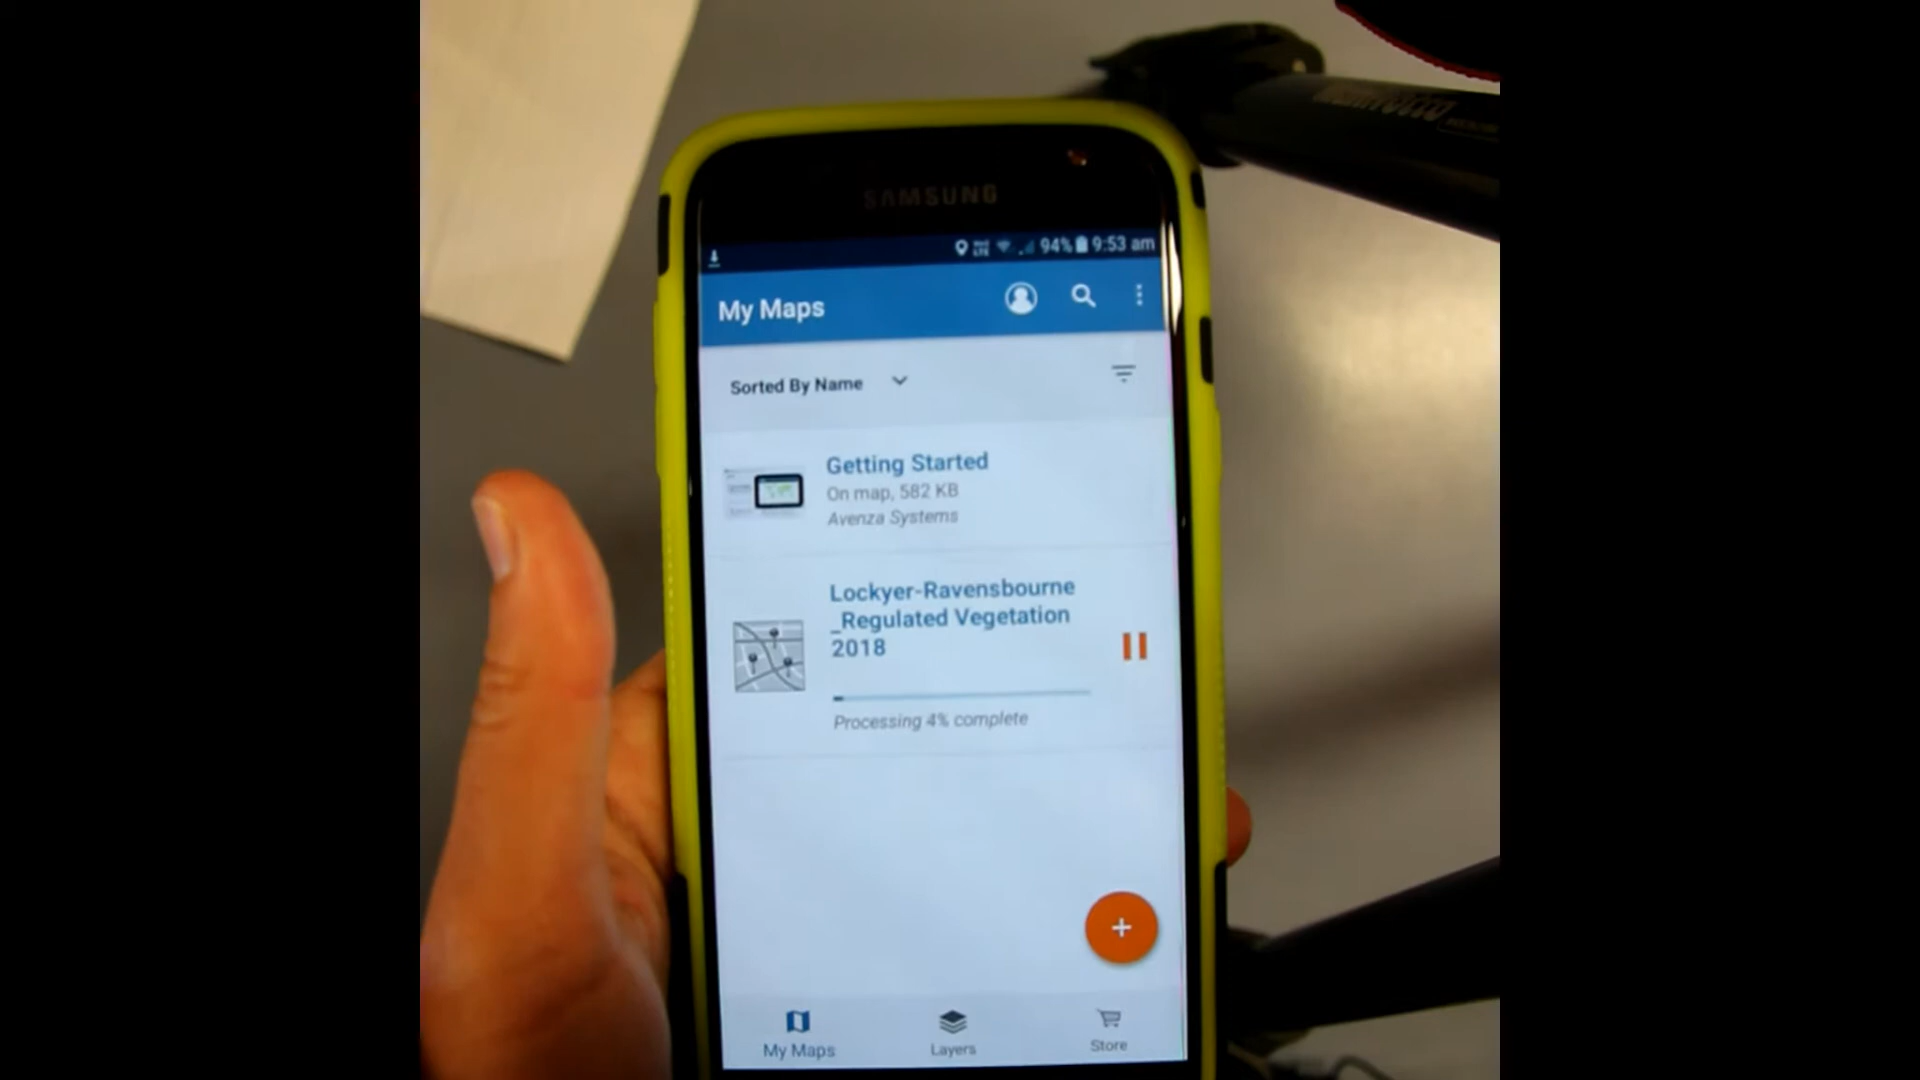 SAMSUNG
94% 9:53 am
My Maps
Sorted By Name
Getting Started
On map, 582 KB
Avenza Systems
Lockyer-Ravensbourne
_Regulated Vegetation
2018
Processing 4% complete
My Maps
Layers
Store